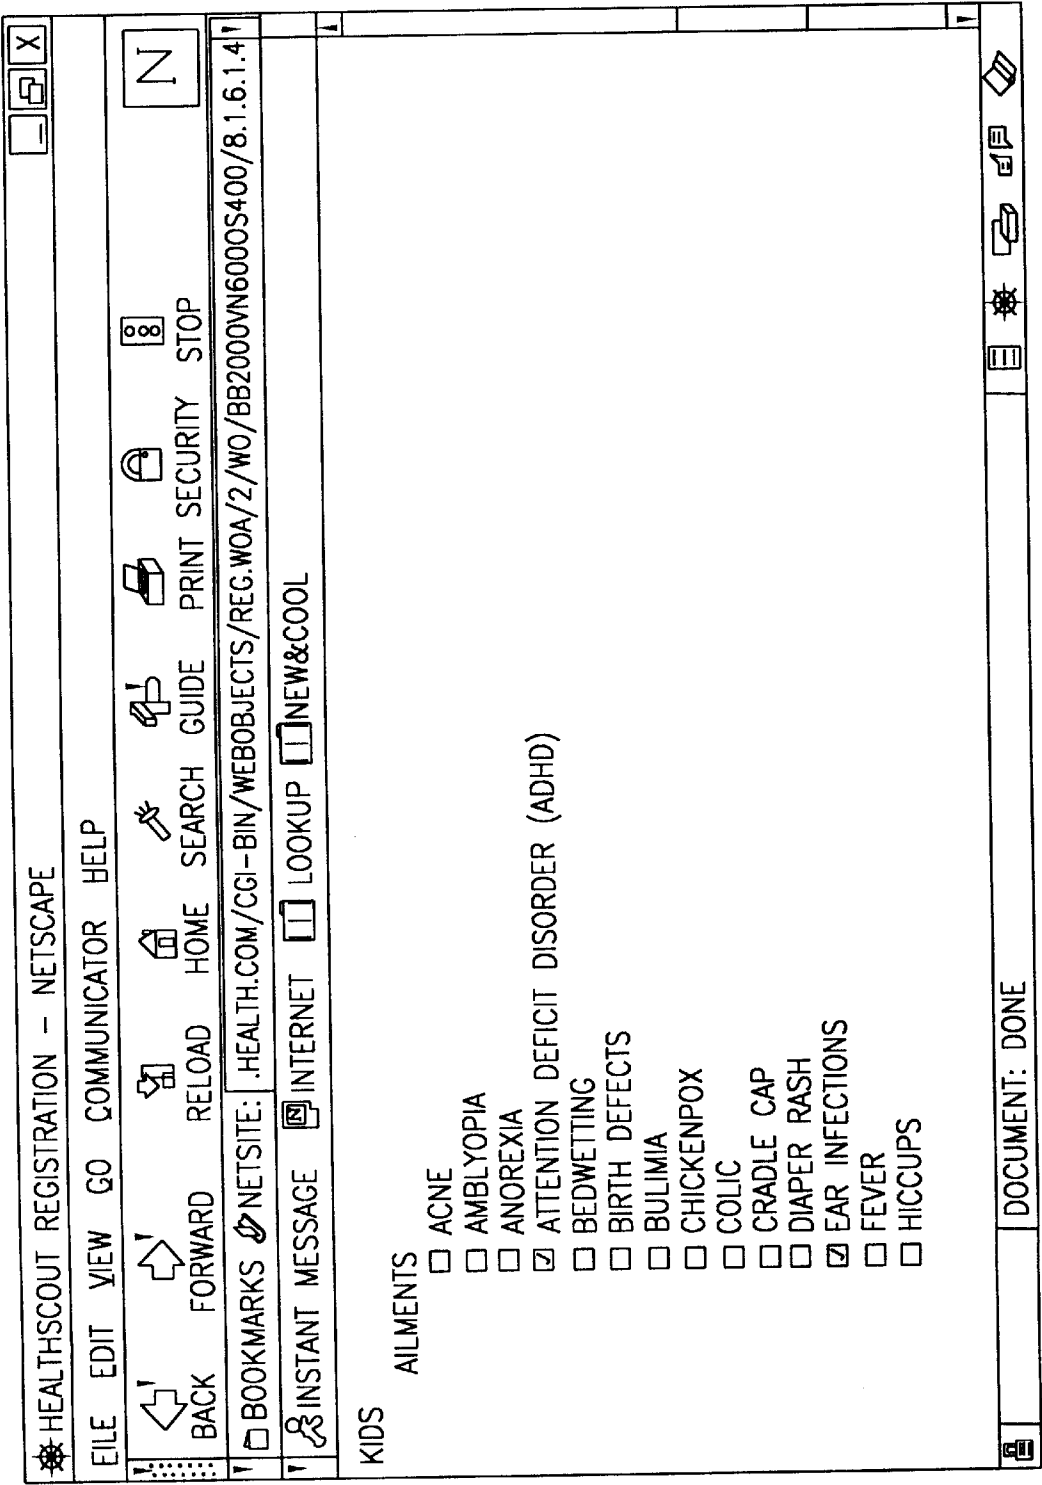 HEALTHSCOUT REGISTRATION - NETSCAPE
_ X
FILE EDIT VIEW GO COMMUNICATOR HELP
BACK FORWARD RELOAD HOME SEARCH GUIDE PRINT SECURITY STOP N
BOOKMARKS NETSITE: .HEALTH.COM/CGI-BIN/WEBOBJECTS/REG.WOA/2/WO/BB2000VN6000S400/8.1.6.1.4
INSTANT MESSAGE N INTERNET LOOKUP NEW&COOL
KIDS
AILMENTS
ACNE
AMBLYOPIA
ANOREXIA
ATTENTION DEFICIT DISORDER (ADHD)
BEDWETTING
BIRTH DEFECTS
BULIMIA
CHICKENPOX
COLIC
CRADLE CAP
DIAPER RASH
EAR INFECTIONS
FEVER
HICCUPS
DOCUMENT: DONE